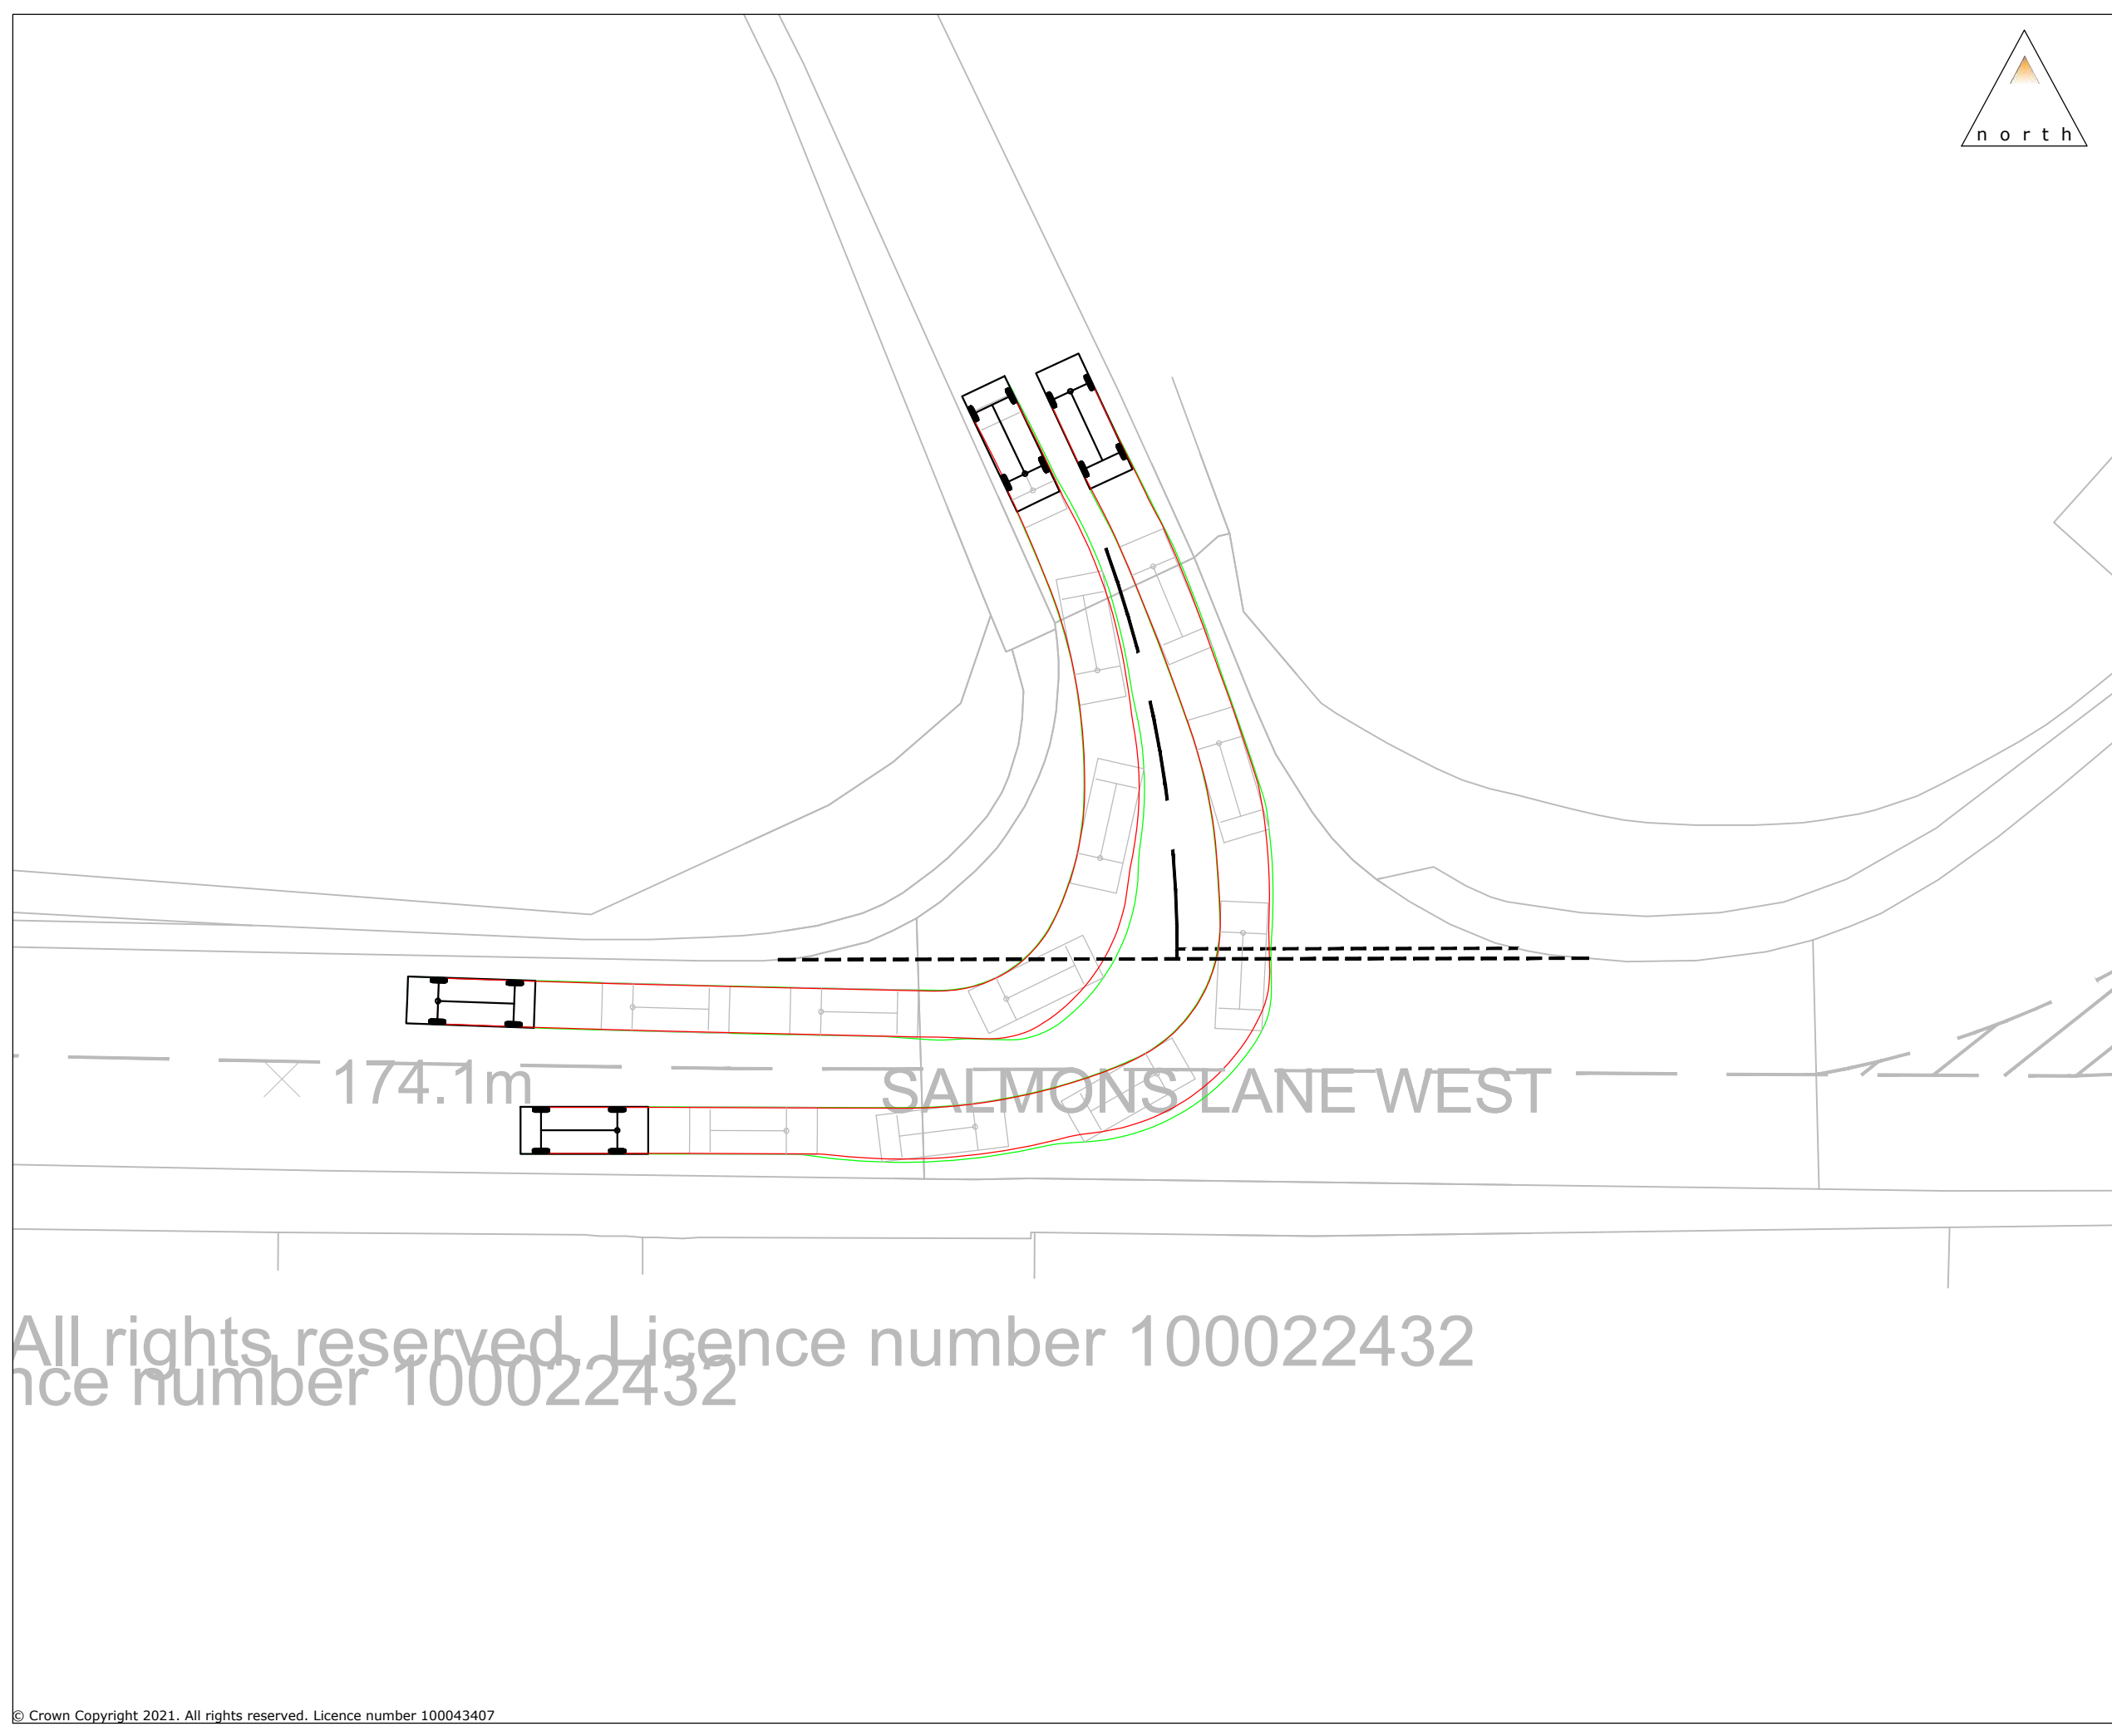 north
174.1m
SALMONS LANE WEST
All rights reserved. Licence number 100022432
nce number 100022432
© Crown Copyright 2021. All rights reserved. Licence number 100043407